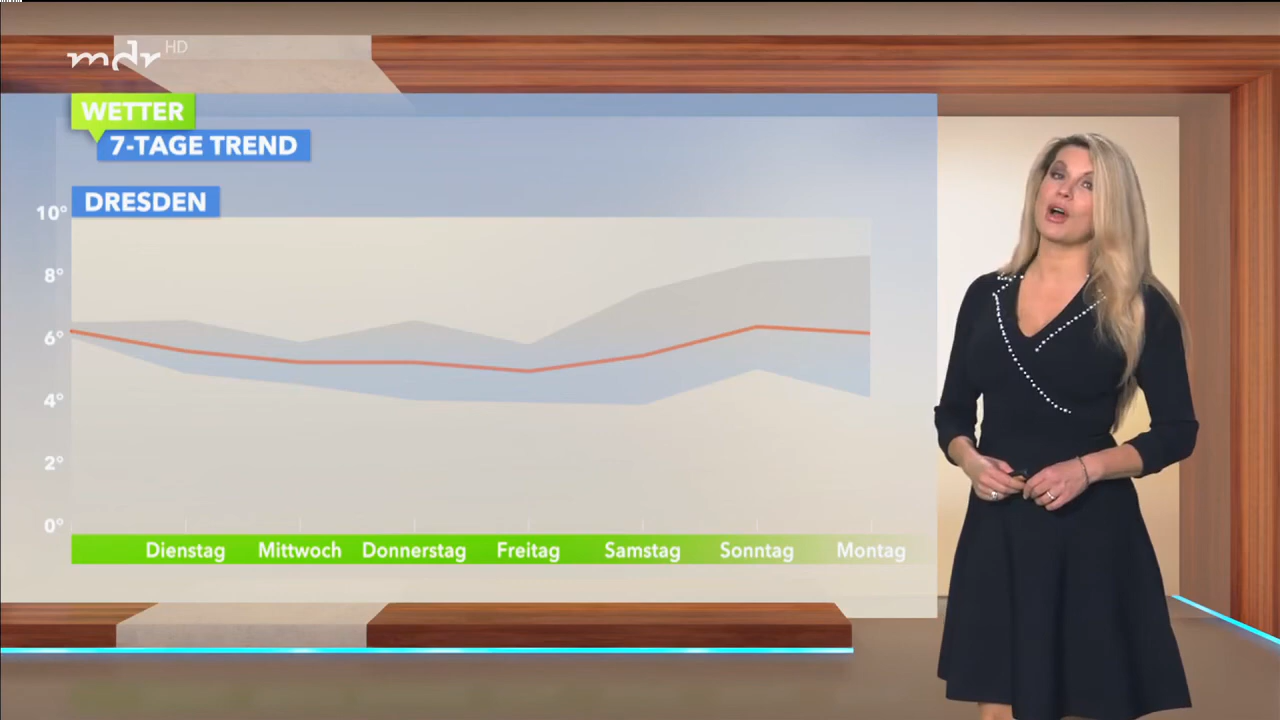 mdr HD
WETTER
7-TAGE TREND
DRESDEN
10°
8°
6°
4°
2°
0°
Dienstag Mittwoch Donnerstag Freitag Samstag Sonntag Montag